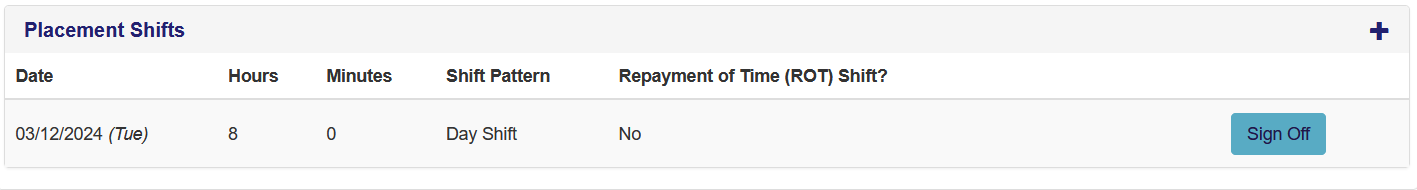 Placement Shifts
Date Hours Minutes Shift Pattern Repayment of Time (ROT) Shift?
03/12/2024 (Tue) 8 0 Day Shift No Sign Off